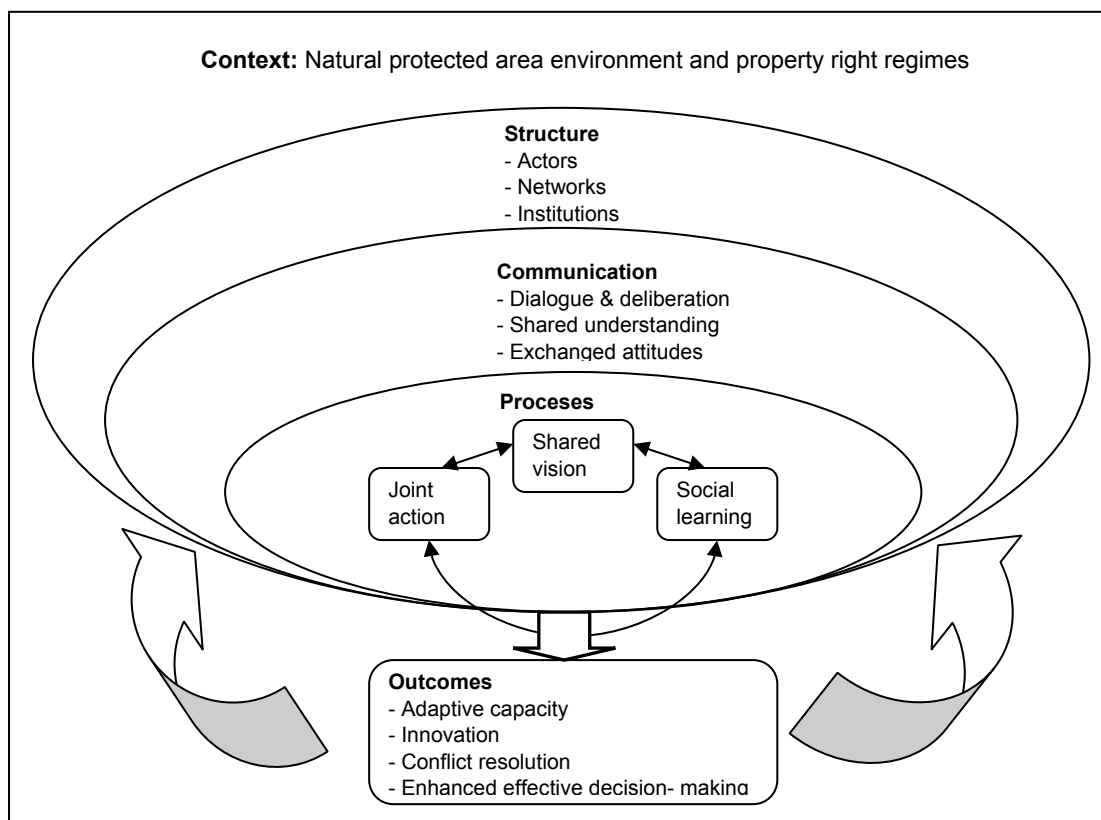 Context: Natural protected area environment and property right regimes
Structure
- Actors
- Networks
- Institutions
Communication
- Dialogue & deliberation
- Shared understanding
- Exchanged attitudes
Proceses
Shared
vision
Joint
action
Social
learning
Outcomes
- Adaptive capacity
- Innovation
- Conflict resolution
- Enhanced effective decision- making